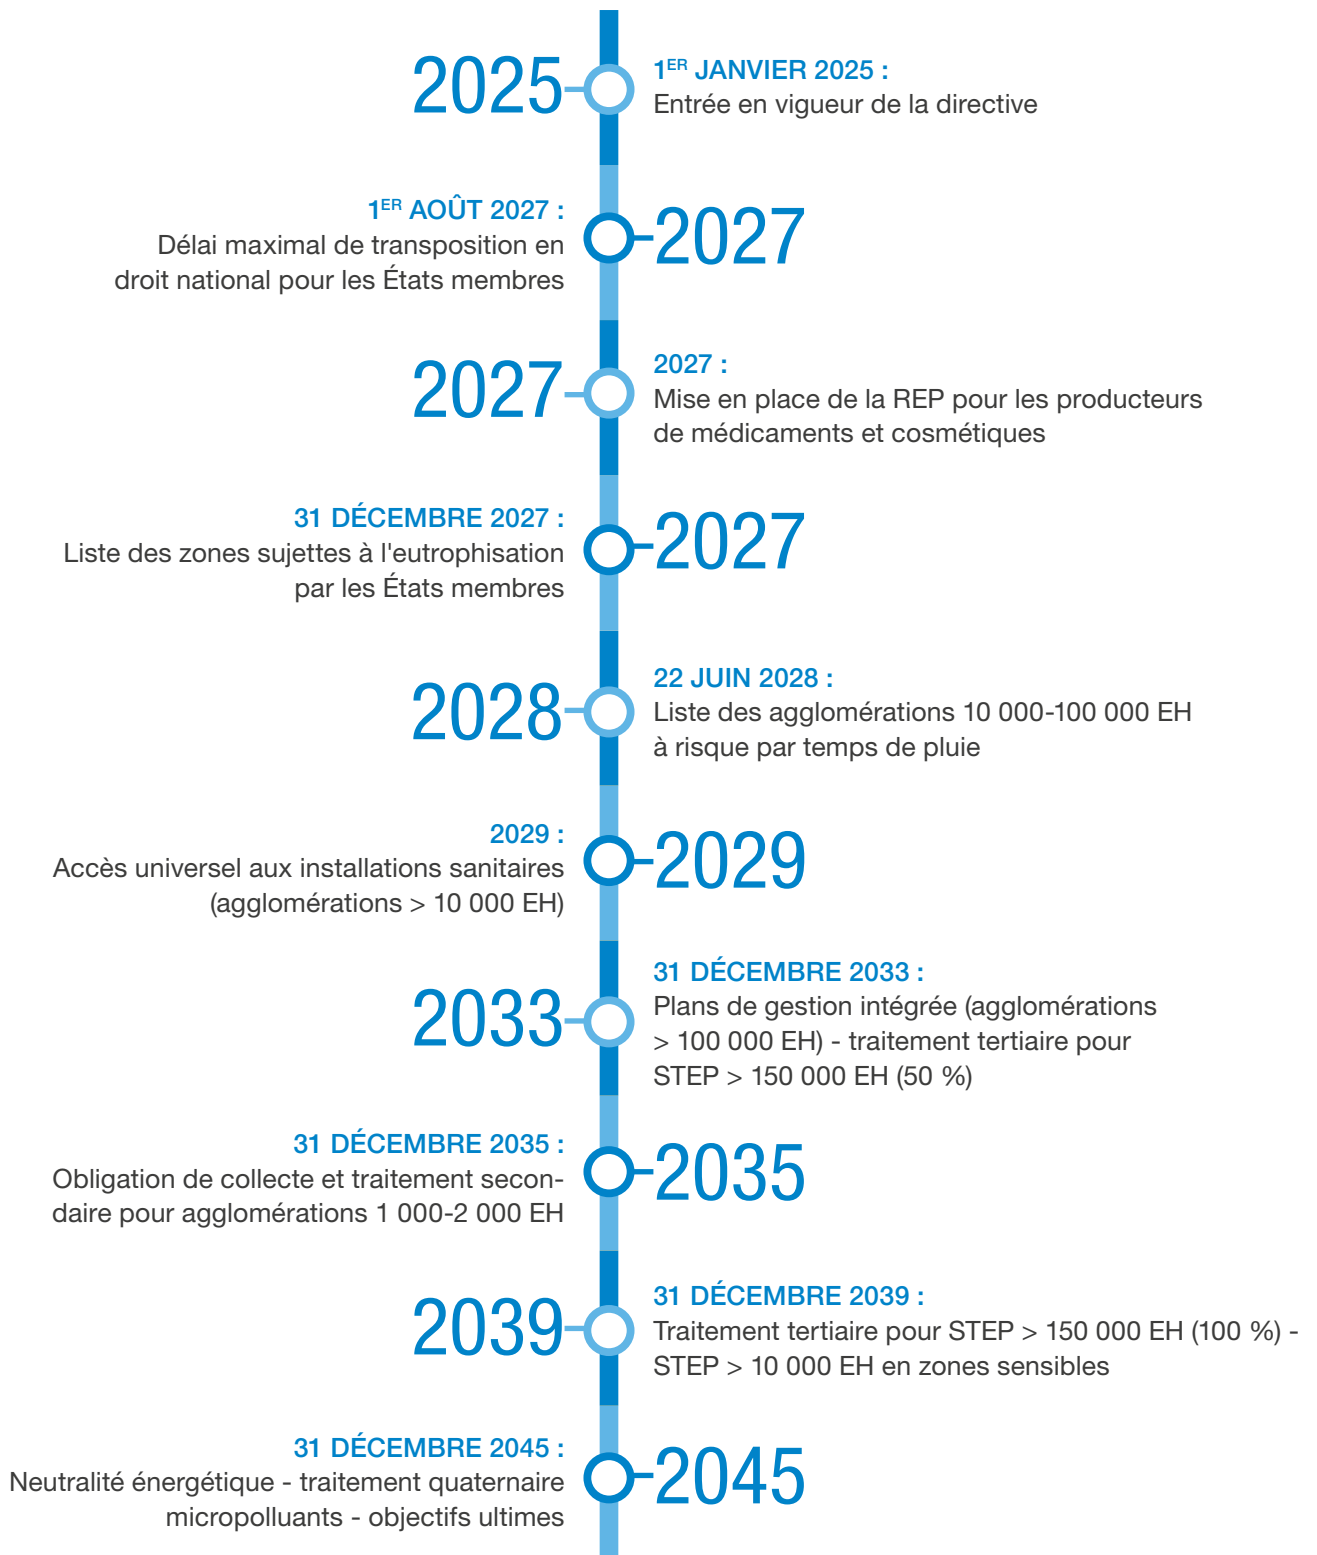 2025
1ER JANVIER 2025 :
Entrée en vigueur de la directive
1ER AOÛT 2027 :
Délai maximal de transposition en
droit national pour les États membres
2027
2027
2027 :
Mise en place de la REP pour les producteurs
de médicaments et cosmétiques
31 DÉCEMBRE 2027 :
Liste des zones sujettes à l'eutrophisation
par les États membres
2027
2028
22 JUIN 2028 :
Liste des agglomérations 10 000-100 000 EH
à risque par temps de pluie
2029 :
Accès universel aux installations sanitaires
(agglomérations > 10 000 EH)
2029
2033
31 DÉCEMBRE 2033 :
Plans de gestion intégrée (agglomérations
> 100 000 EH) - traitement tertiaire pour
STEP > 150 000 EH (50 %)
31 DÉCEMBRE 2035 :
Obligation de collecte et traitement secon-
daire pour agglomérations 1 000-2 000 EH
2035
2039
31 DÉCEMBRE 2039 :
Traitement tertiaire pour STEP > 150 000 EH (100 %) -
STEP > 10 000 EH en zones sensibles
31 DÉCEMBRE 2045 :
Neutralité énergétique - traitement quaternaire
micropolluants - objectifs ultimes
2045